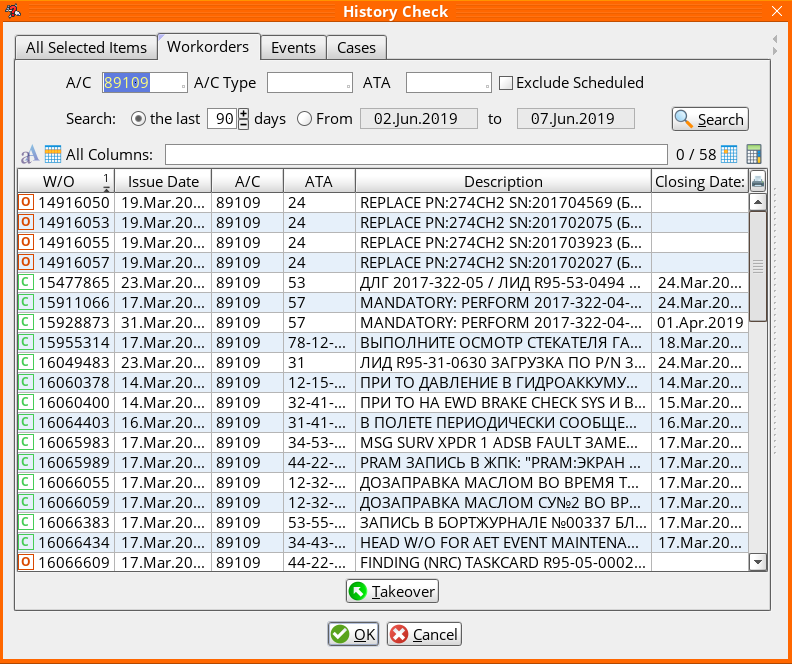 History Check
All Selected Items Workorders Events Cases
A/C 89109 A/C Type ATA Exclude Scheduled
Search: the last 90 days From 02.Jun.2019 to 07.Jun.2019 Search
All Columns: 0 / 58
W/O 1 Issue Date A/C ATA Description Closing Date:
O 14916050 19.Mar.20... 89109 24 REPLACE PN:274CH2 SN:201704569 (Б...
O 14916053 19.Mar.20... 89109 24 REPLACE PN:274CH2 SN:201702075 (Б...
O 14916055 19.Mar.20... 89109 24 REPLACE PN:274CH2 SN:201703923 (Б...
O 14916057 19.Mar.20... 89109 24 REPLACE PN:274CH2 SN:201702027 (Б...
C 15477865 23.Mar.20... 89109 53 ДЛГ 2017-322-05 / ЛИД R95-53-0494 ... 24.Mar.20...
C 15911066 17.Mar.20... 89109 57 MANDATORY: PERFORM 2017-322-04-... 24.Mar.20...
C 15928873 31.Mar.20... 89109 57 MANDATORY: PERFORM 2017-322-04-... 01.Apr.2019
C 15955314 17.Mar.20... 89109 78-12-... ВЫПОЛНИТЕ ОСМОТР СТЕКАТЕЛЯ ГА... 18.Mar.20...
C 16049483 23.Mar.20... 89109 31 ЛИД R95-31-0630 ЗАГРУЗКА ПО P/N 3... 24.Mar.20...
C 16060378 14.Mar.20... 89109 12-15-... ПРИ ТО ДАВЛЕНИЕ В ГИДРОАККУМУ... 14.Mar.20...
C 16060400 14.Mar.20... 89109 32-41-... ПРИ ТО НА EWD BRAKE CHECK SYS И В... 15.Mar.20...
C 16064403 16.Mar.20... 89109 31-41-... В ПОЛЕТЕ ПЕРИОДИЧЕСКИ СООБЩЕ... 16.Mar.20...
C 16065983 17.Mar.20... 89109 34-53-... MSG SURV XPDR 1 ADSB FAULT ЗАМЕ... 17.Mar.20...
C 16065989 17.Mar.20... 89109 44-22-... PRAM ЗАПИСЬ В ЖПК: "PRAM:ЭКРАН ... 17.Mar.20...
C 16066055 17.Mar.20... 89109 12-32-... ДОЗАПРАВКА МАСЛОМ ВО ВРЕМЯ Т... 17.Mar.20...
C 16066059 17.Mar.20... 89109 12-32-... ДОЗАПРАВКА МАСЛОМ СУ№2 ВО ВР... 17.Mar.20...
C 16066383 17.Mar.20... 89109 53-55-... ЗАПИСЬ В БОРТЖУРНАЛЕ №00337 БЛ... 17.Mar.20...
C 16066434 17.Mar.20... 89109 34-43-... HEAD W/O FOR AET EVENT MAINTENA... 17.Mar.20...
O 16066609 17.Mar.20... 89109 44-22-... FINDING (NRC) TASKCARD R95-05-0002...
Takeover
OK Cancel